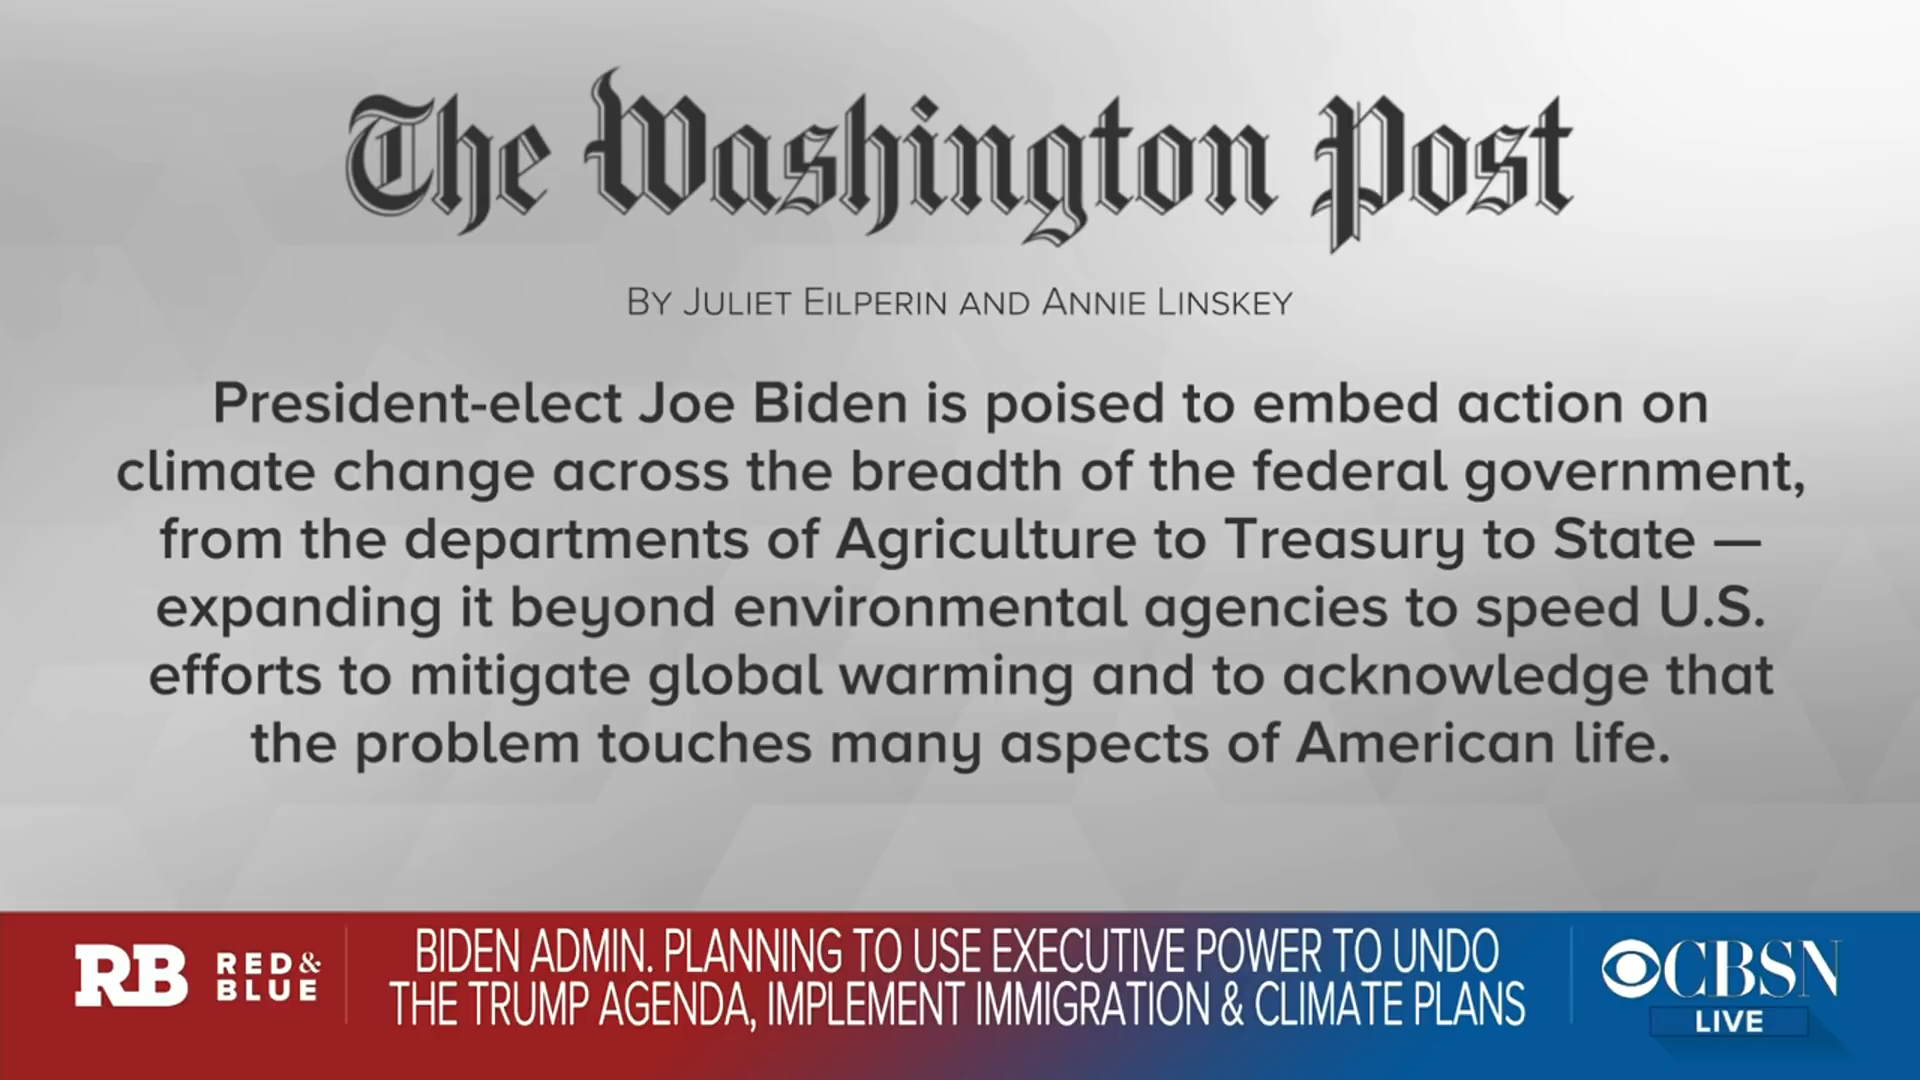 The Washington Post
BY JULIET EILPERIN AND ANNIE LINSKEY
President-elect Joe Biden is poised to embed action on
climate change across the breadth of the federal government,
from the departments of Agriculture to Treasury to State —
expanding it beyond environmental agencies to speed U.S.
efforts to mitigate global warming and to acknowledge that
the problem touches many aspects of American life.
RB RED & BLUE
BIDEN ADMIN. PLANNING TO USE EXECUTIVE POWER TO UNDO
THE TRUMP AGENDA, IMPLEMENT IMMIGRATION & CLIMATE PLANS
CBSN
LIVE